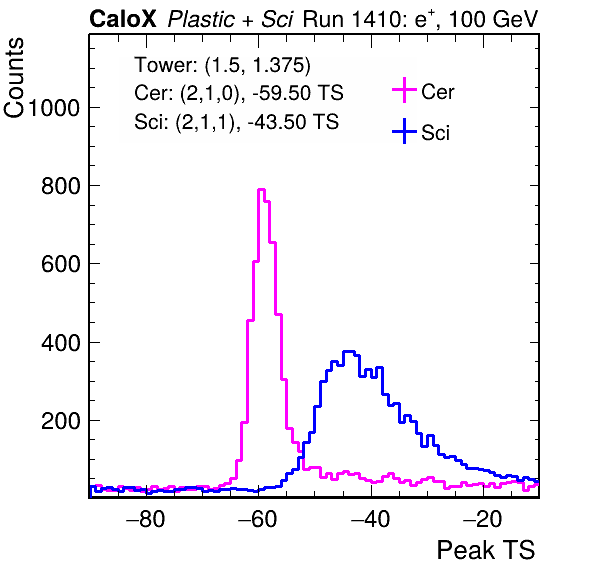 CaloX Plastic + Sci Run 1410: e+, 100 GeV
Counts
Tower: (1.5, 1.375)
Cer: (2,1,0), -59.50 TS
Sci: (2,1,1), -43.50 TS
Cer
Sci
1000
800
600
400
200
−80 −60 −40 −20
Peak TS